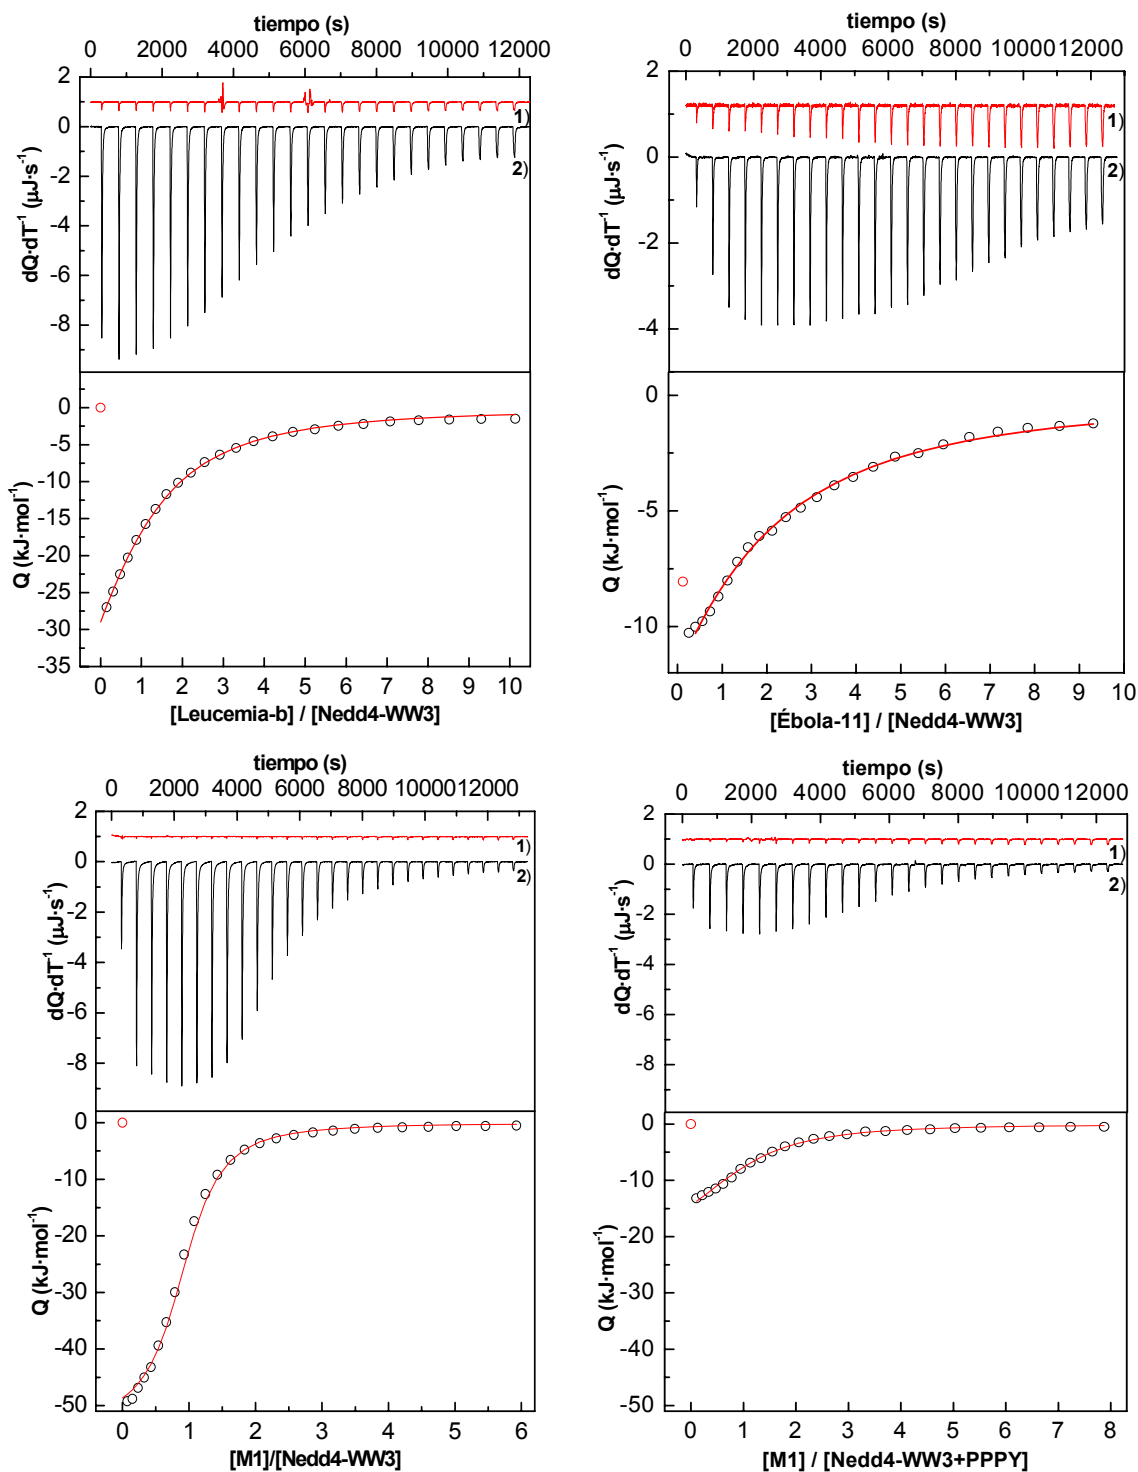 tiempo (s)
0 2000 4000 6000 8000 10000 12000
2
0
-2
-4
-6
-8
dQ·dT⁻¹ (µJ·s⁻¹)
1)
2)
0
-5
-10
-15
-20
-25
-30
-35
Q (kJ·mol⁻¹)
0 1 2 3 4 5 6 7 8 9 10
[Leucemia-b] / [Nedd4-WW3]
tiempo (s)
0 2000 4000 6000 8000 10000 12000
2
0
-2
-4
dQ·dT⁻¹ (µJ·s⁻¹)
1)
2)
0
-5
-10
Q (kJ·mol⁻¹)
0 1 2 3 4 5 6 7 8 9 10
[Ébola-11] / [Nedd4-WW3]
tiempo (s)
0 2000 4000 6000 8000 10000 12000
2
0
-2
-4
-6
-8
dQ·dT⁻¹ (µJ·s⁻¹)
1)
2)
0
-10
-20
-30
-40
-50
Q (kJ·mol⁻¹)
0 1 2 3 4 5 6
[M1]/[Nedd4-WW3]
tiempo (s)
0 2000 4000 6000 8000 10000 12000
2
0
-2
-4
-6
-8
dQ·dT⁻¹ (µJ·s⁻¹)
1)
2)
0
-10
-20
-30
-40
-50
Q (kJ·mol⁻¹)
0 1 2 3 4 5 6 7 8
[M1] / [Nedd4-WW3+PPPY]